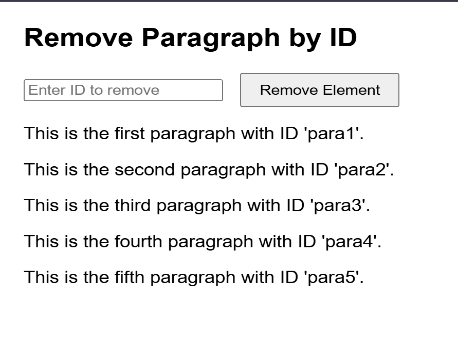 Remove Paragraph by ID
Enter ID to remove Remove Element
This is the first paragraph with ID 'para1'.
This is the second paragraph with ID 'para2'.
This is the third paragraph with ID 'para3'.
This is the fourth paragraph with ID 'para4'.
This is the fifth paragraph with ID 'para5'.